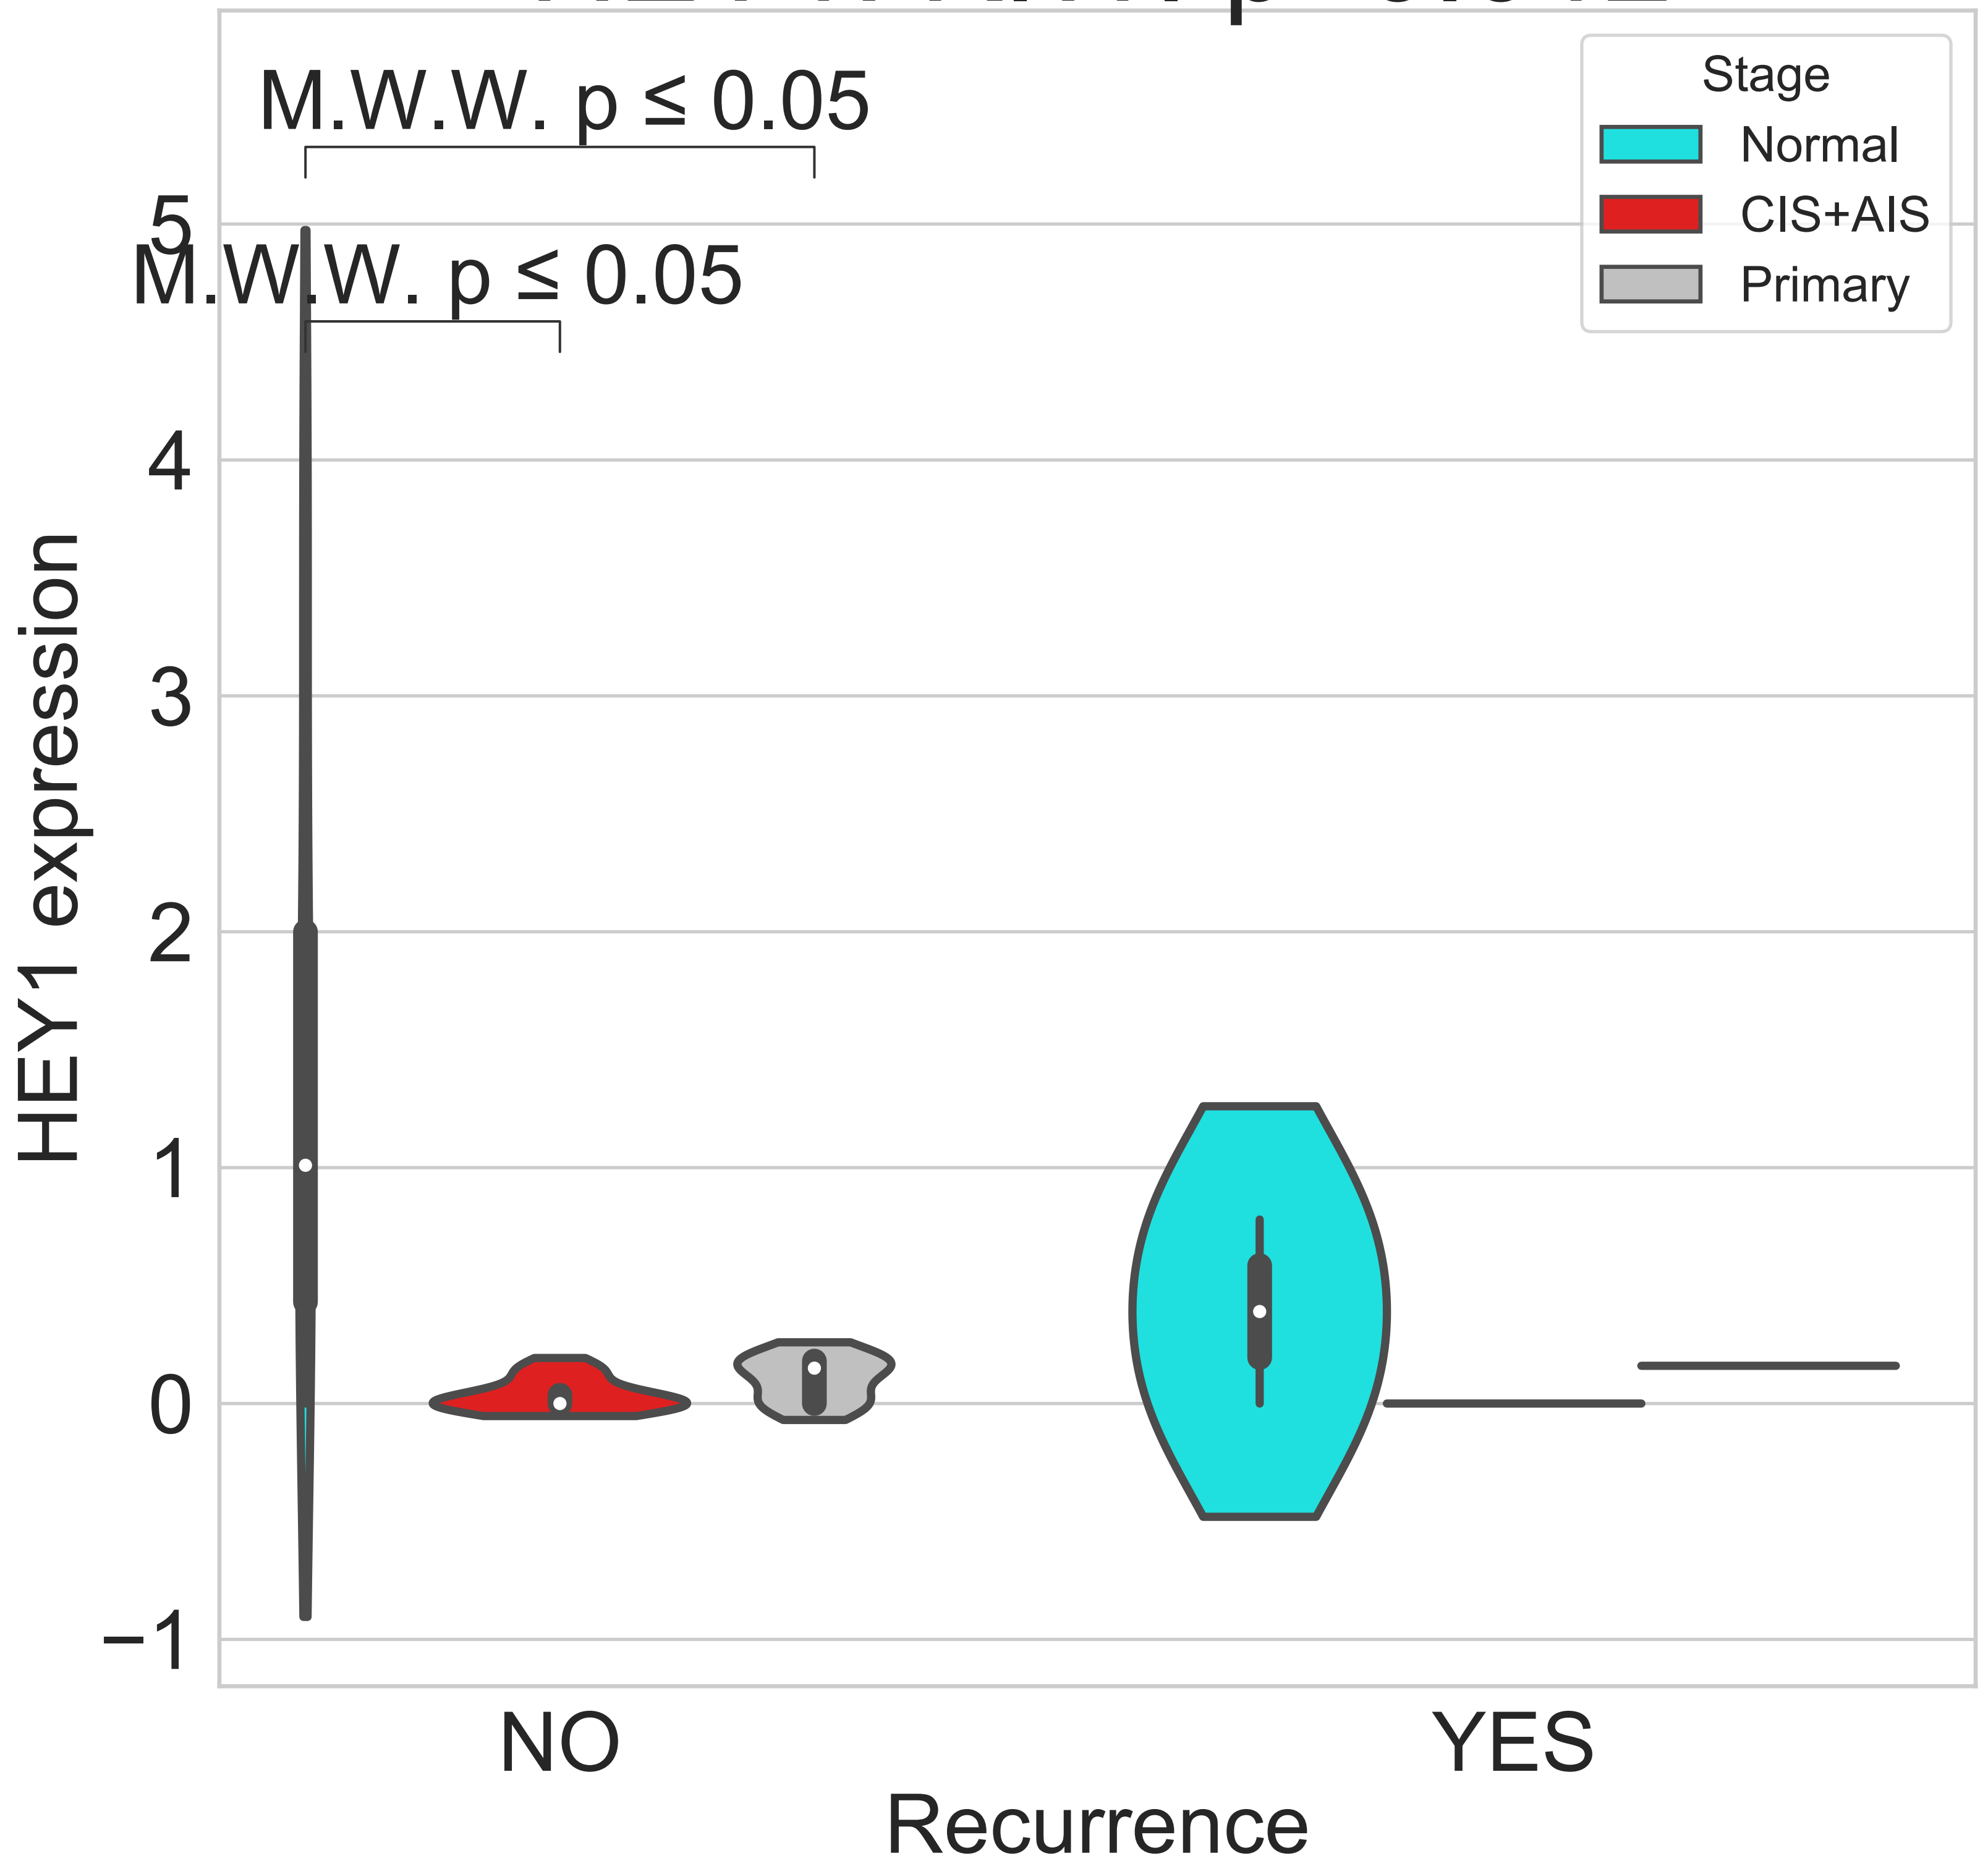 M.W.W. p ≤ 0.05
M.W.W. p ≤ 0.05
Stage
Normal
CIS+AIS
Primary
5
4
3
2
1
0
−1
HEY1 expression
NO
YES
Recurrence